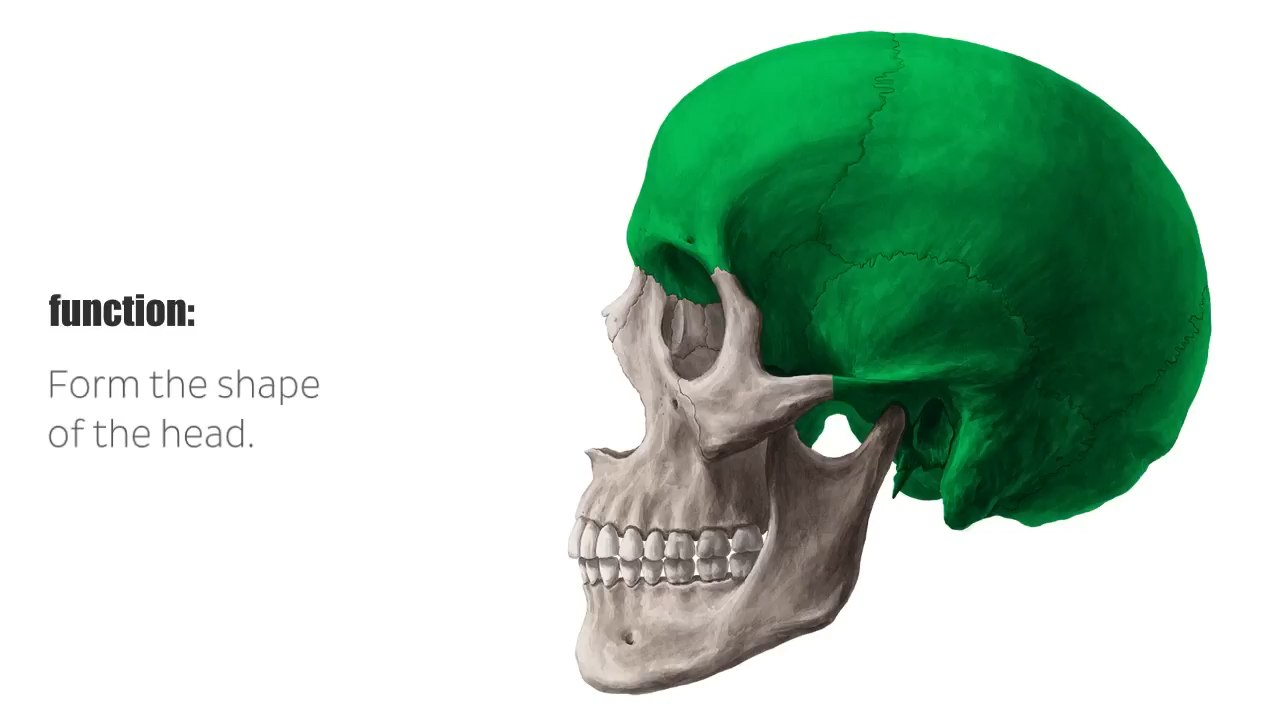 function:
Form the shape
of the head.